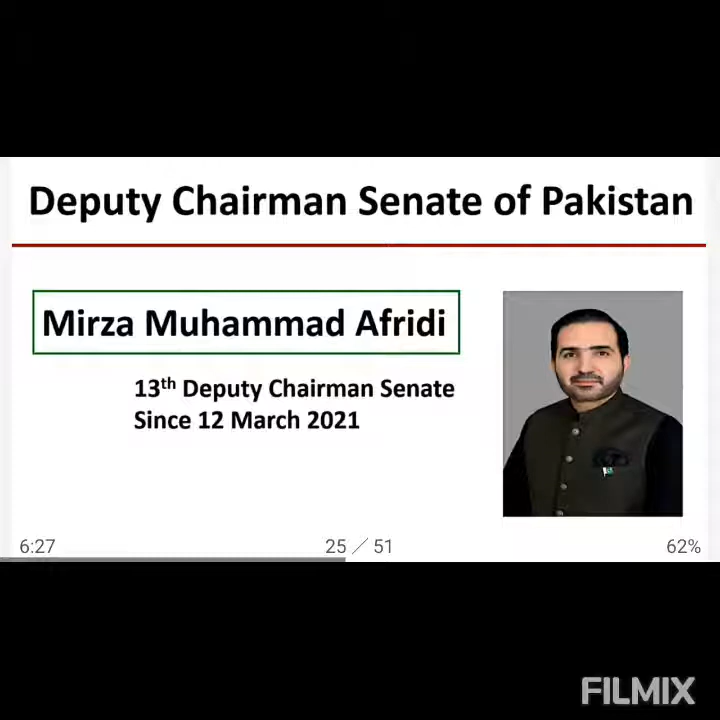 Deputy Chairman Senate of Pakistan
Mirza Muhammad Afridi
13th Deputy Chairman Senate
Since 12 March 2021
6:27 25 / 51 62%
FILMIX